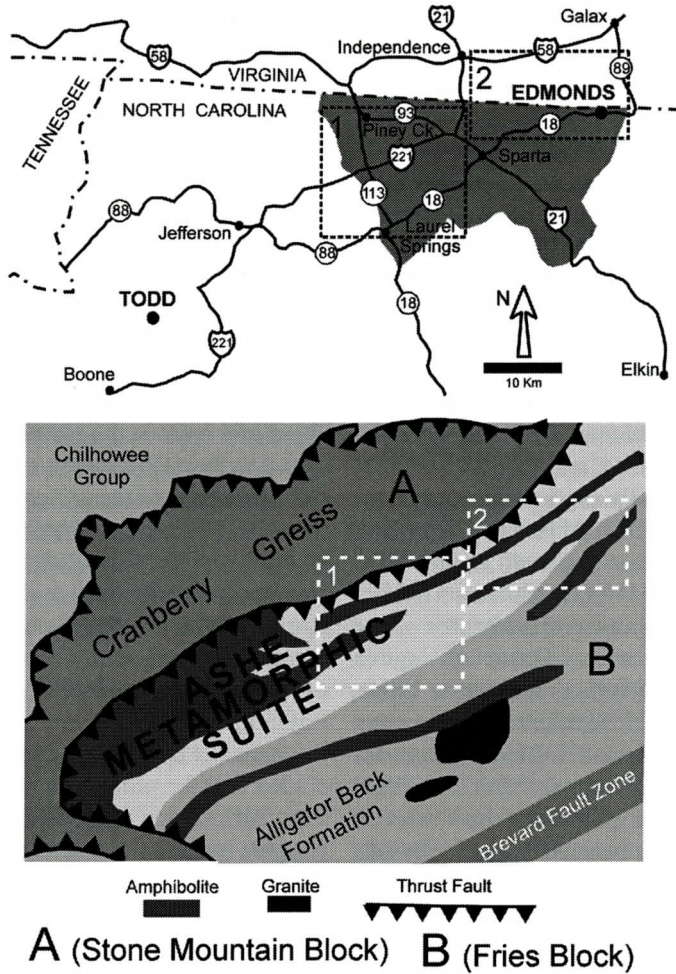 21
Galax
58
Independence
58
2
89
VIRGINIA
EDMONDS
TENNESSEE
NORTH CAROLINA
1
93
18
Piney Ck.
221
Sparta
113
18
21
88
Jefferson
Laurel
Springs
88
TODD
18
N
221
Boone
10 Km
Elkin
Chilhowee
Group
A
Cranberry Gneiss
2
1
ASHE
METAMORPHIC
SUITE
B
Alligator Back
Formation
Brevard Fault Zone
Amphibolite Granite Thrust Fault
A (Stone Mountain Block) B (Fries Block)